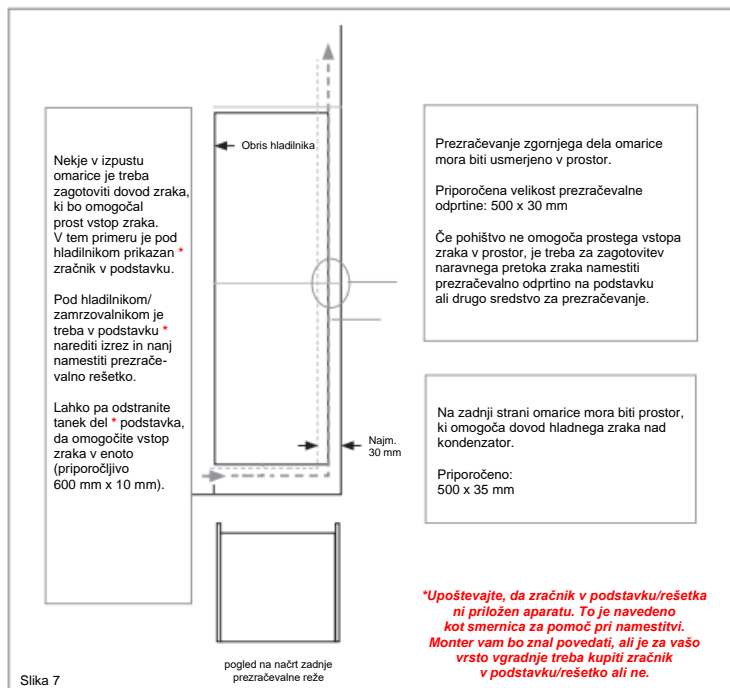 Nekje v izpustu
omarice je treba
zagotoviti dovod zraka,
ki bo omogočal
prost vstop zraka.
V tem primeru je pod
hladilnikom prikazan *
zračnik v podstavku.
Pod hladilnikom/
zamrzovalnikom je
treba v podstavku *
narediti izrez in nanj
namestiti prezrače-
valno rešetko.
Lahko pa odstranite
tanek del * podstavka,
da omogočite vstop
zraka v enoto
(priporočljivo
600 mm x 10 mm).
Obris hladilnika
Najm.
30 mm
Prezračevanje zgornjega dela omarice
mora biti usmerjeno v prostor.
Priporočena velikost prezračevalne
odprtine: 500 x 30 mm
Če pohištvo ne omogoča prostega vstopa
zraka v prostor, je treba za zagotovitev
naravnega pretoka zraka namestiti
prezračevalno odprtino na podstavku
ali drugo sredstvo za prezračevanje.
Na zadnji strani omarice mora biti prostor,
ki omogoča dovod hladnega zraka nad
kondenzator.
Priporočeno:
500 x 35 mm
*Upoštevajte, da zračnik v podstavku/rešetka
ni priložen aparatu. To je navedeno
kot smernica za pomoč pri namestitvi.
Monter vam bo znal povedati, ali je za vašo
vrsto vgradnje treba kupiti zračnik
v podstavku/rešetko ali ne.
pogled na načrt zadnje
prezračevalne reže
Slika 7